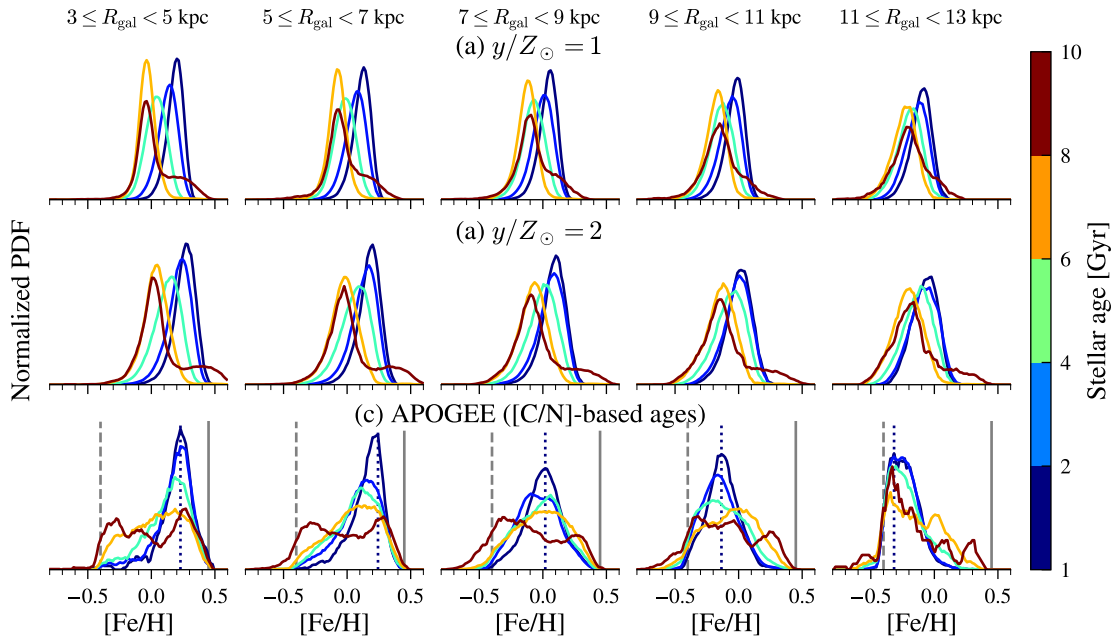 3 ≤ R_gal < 5 kpc 5 ≤ R_gal < 7 kpc 7 ≤ R_gal < 9 kpc 9 ≤ R_gal < 11 kpc 11 ≤ R_gal < 13 kpc
(a) y/Z_⊙ = 1
(a) y/Z_⊙ = 2
(c) APOGEE ([C/N]-based ages)
Normalized PDF
−0.5 0.0 0.5 −0.5 0.0 0.5 −0.5 0.0 0.5 −0.5 0.0 0.5 −0.5 0.0 0.5
[Fe/H] [Fe/H] [Fe/H] [Fe/H] [Fe/H]
10
8
6
4
2
1
Stellar age [Gyr]